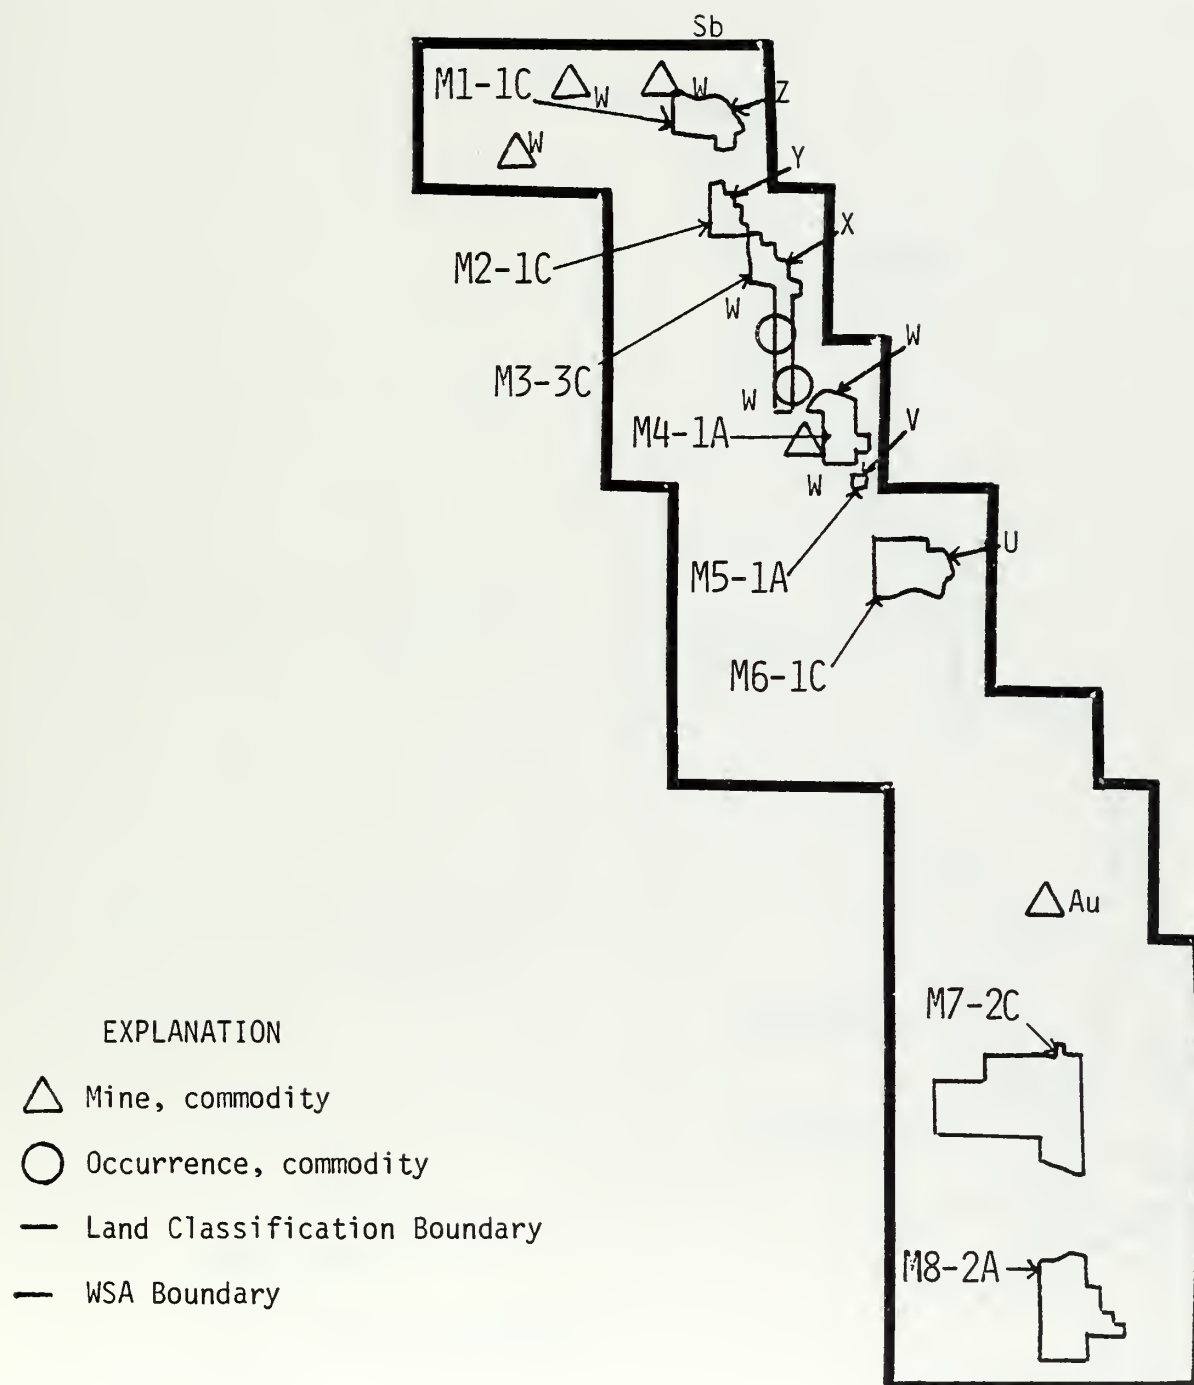 Sb
M1-1C
W
W
Z
W
Y
X
M2-1C
W
M3-3C
W
W
M4-1A
V
W
M5-1A
U
M6-1C
Au
M7-2C
EXPLANATION
Mine, commodity
Occurrence, commodity
Land Classification Boundary
M8-2A
WSA Boundary